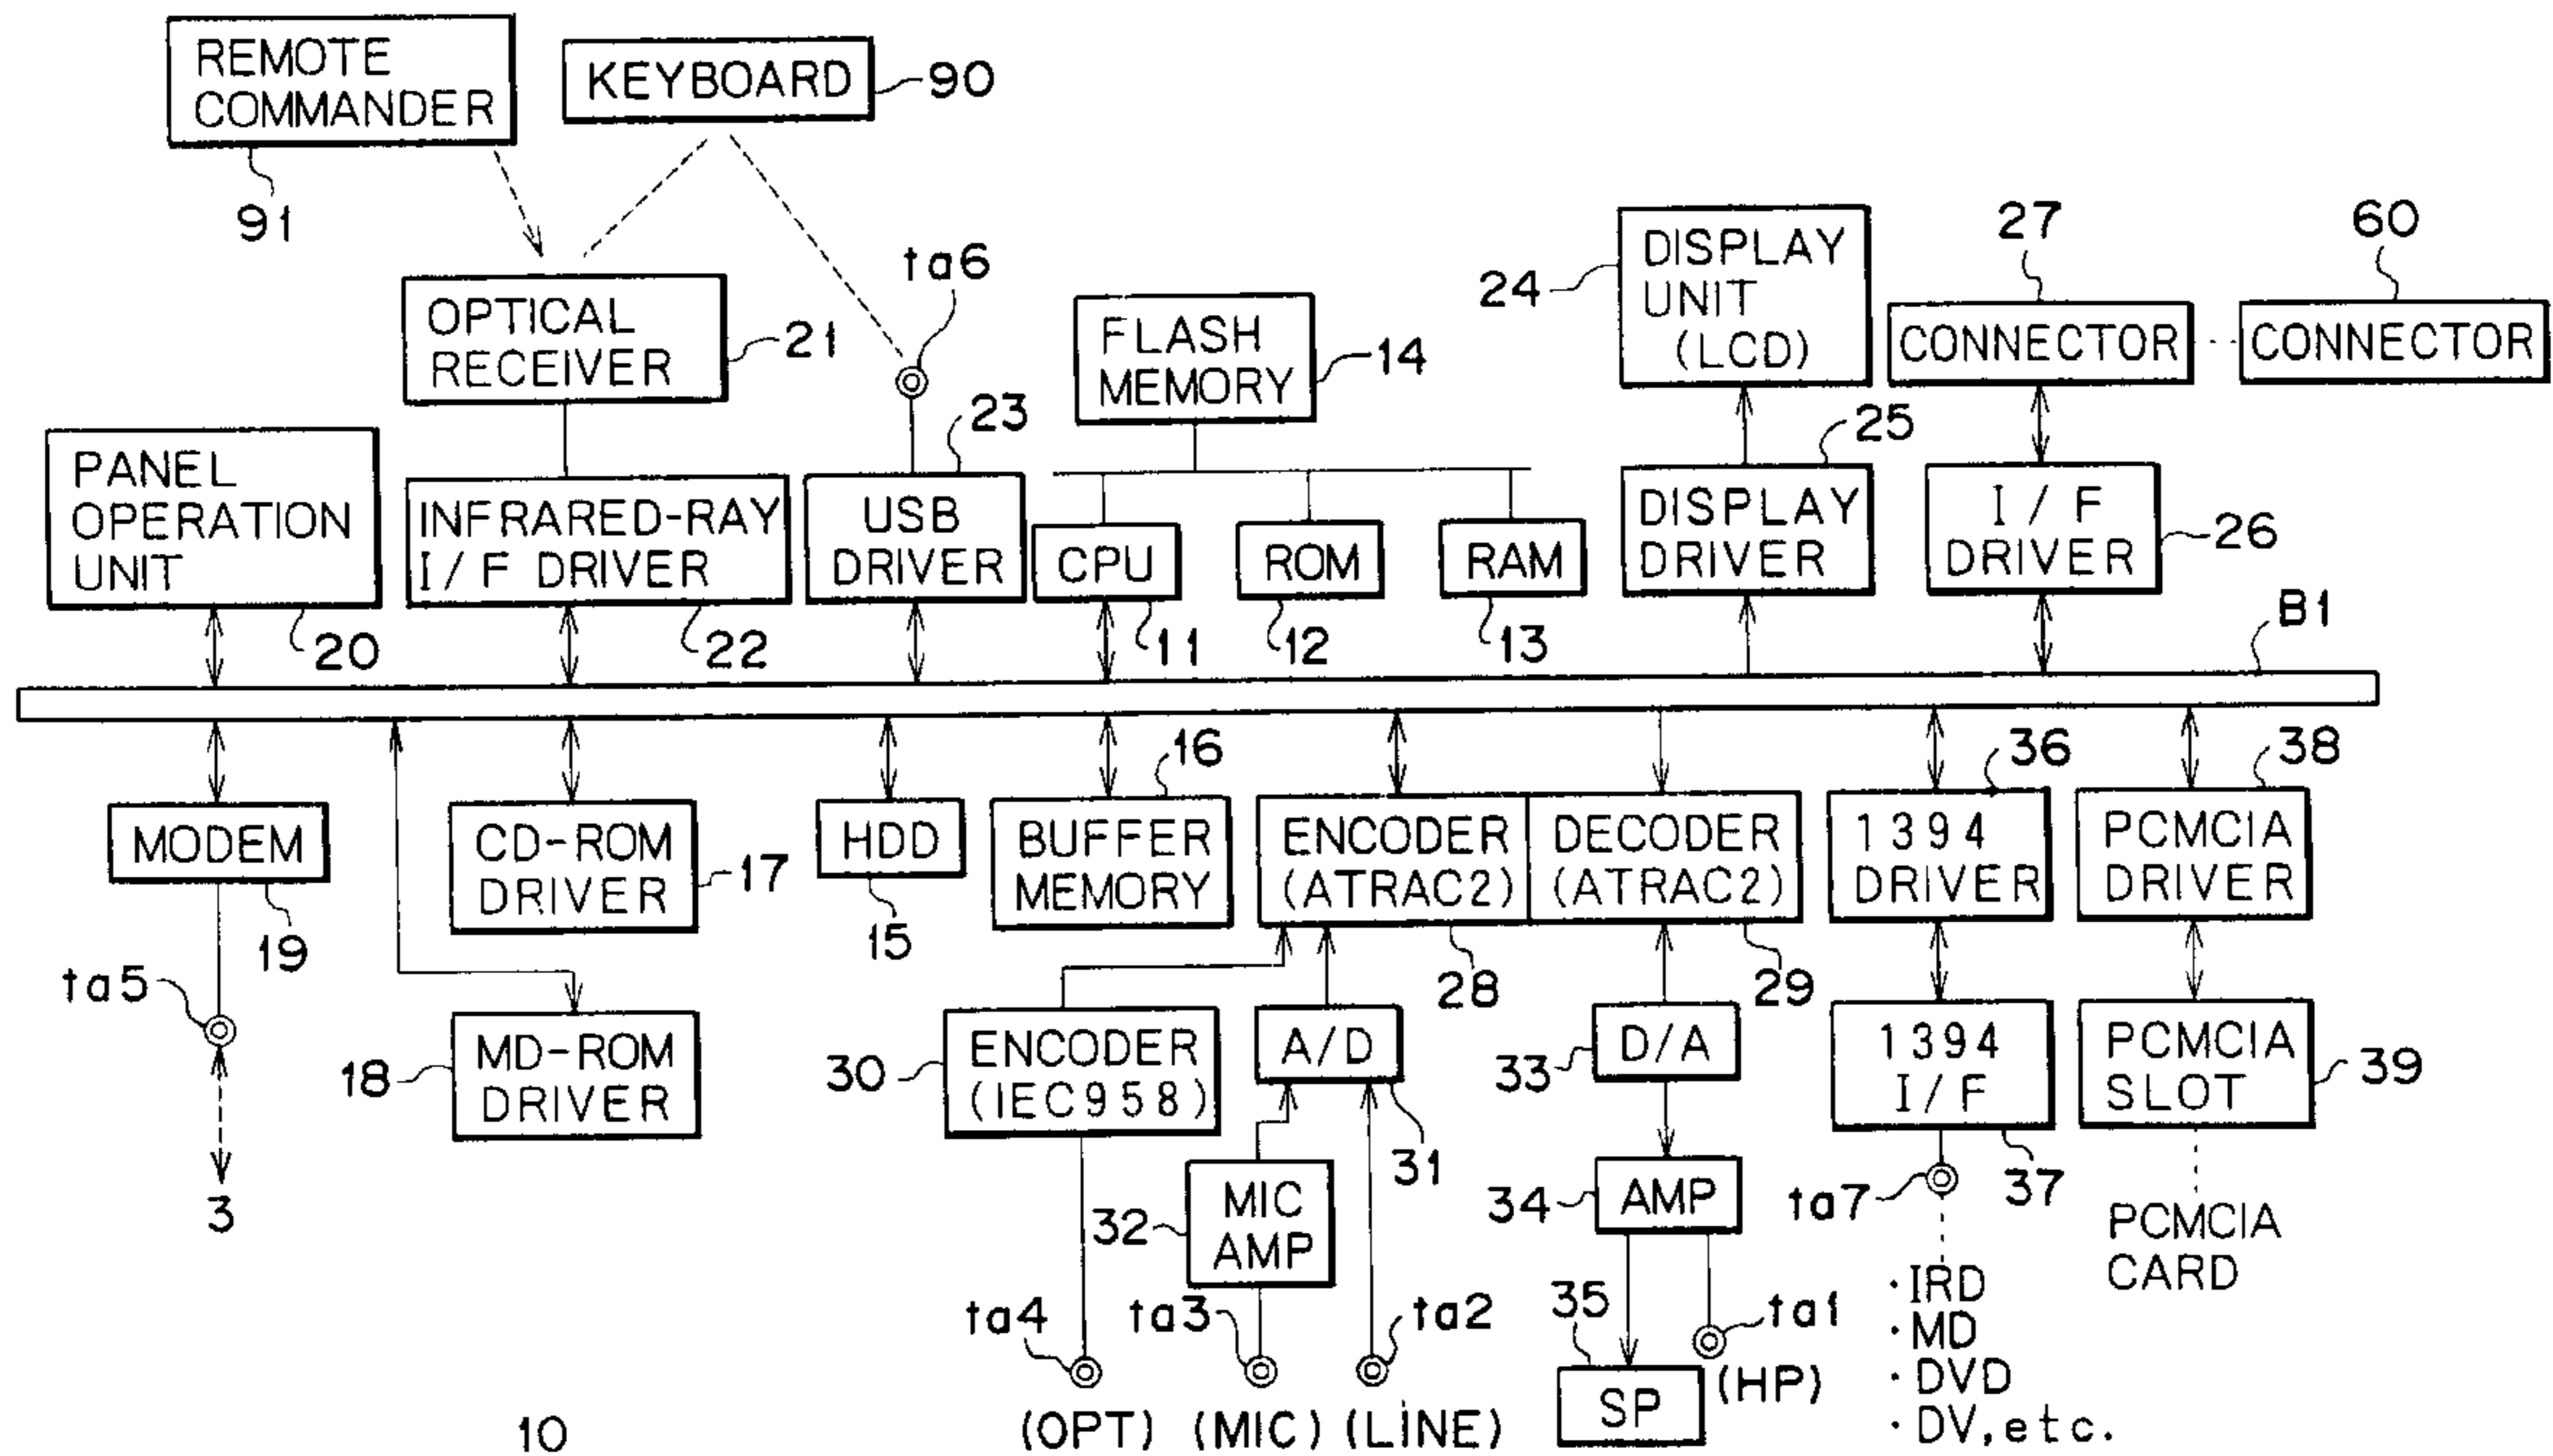 REMOTE
COMMANDER
91
KEYBOARD
90
OPTICAL
RECEIVER
21
ta6
FLASH
MEMORY
14
24
DISPLAY
UNIT
(LCD)
27
CONNECTOR
60
CONNECTOR
PANEL
OPERATION
UNIT
20
INFRARED-RAY
I/F DRIVER
22
23
USB
DRIVER
CPU
11
ROM
12
RAM
13
25
DISPLAY
DRIVER
I/F
DRIVER
26
B1
MODEM
19
ta5
3
CD-ROM
DRIVER
17
MD-ROM
DRIVER
18
HDD
15
16
BUFFER
MEMORY
ENCODER
(ATRAC2)
28
DECODER
(ATRAC2)
29
36
1394
DRIVER
38
PCMCIA
DRIVER
30
ENCODER
(IEC958)
A/D
31
33
D/A
1394
I/F
37
PCMCIA
SLOT
39
32
MIC
AMP
34
AMP
ta7
PCMCIA
CARD
ta4
(OPT)
ta3
(MIC)
ta2
(LINE)
35
SP
ta1
(HP)
·IRD
·MD
·DVD
·DV,etc.
10